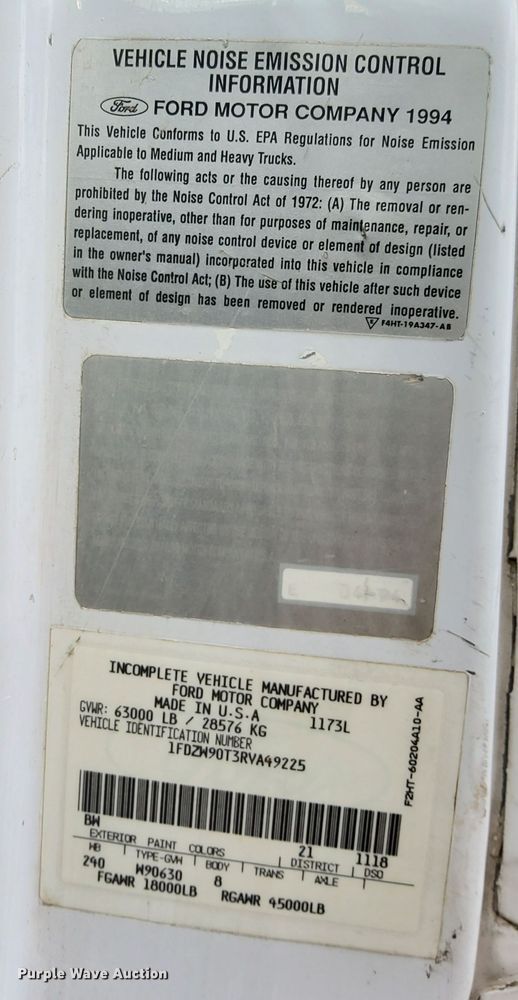 VEHICLE NOISE EMISSION CONTROL
INFORMATION
Ford FORD MOTOR COMPANY 1994
This Vehicle Conforms to U.S. EPA Regulations for Noise Emission
Applicable to Medium and Heavy Trucks.
The following acts or the causing thereof by any person are
prohibited by the Noise Control Act of 1972: (A) The removal or ren-
dering inoperative, other than for purposes of maintenance, repair, or
replacement, of any noise control device or element of design (listed
in the owner's manual) incorporated into this vehicle in compliance
with the Noise Control Act; (B) The use of this vehicle after such device
or element of design has been removed or rendered inoperative.
F4HT-19A347-AB
INCOMPLETE VEHICLE MANUFACTURED BY
FORD MOTOR COMPANY
MADE IN U.S.A 1173L
GVWR: 63000 LB / 28576 KG
VEHICLE IDENTIFICATION NUMBER
1FDZW90T3RVA49225
F2HT-60204A10-AA
BW 21 1118
EXTERIOR PAINT COLORS DISTRICT DSO
WB TYPE-GVW BODY TRANS AXLE
240 W90630 8
FGAWR 18000LB RGAWR 45000LB
Purple Wave Auction